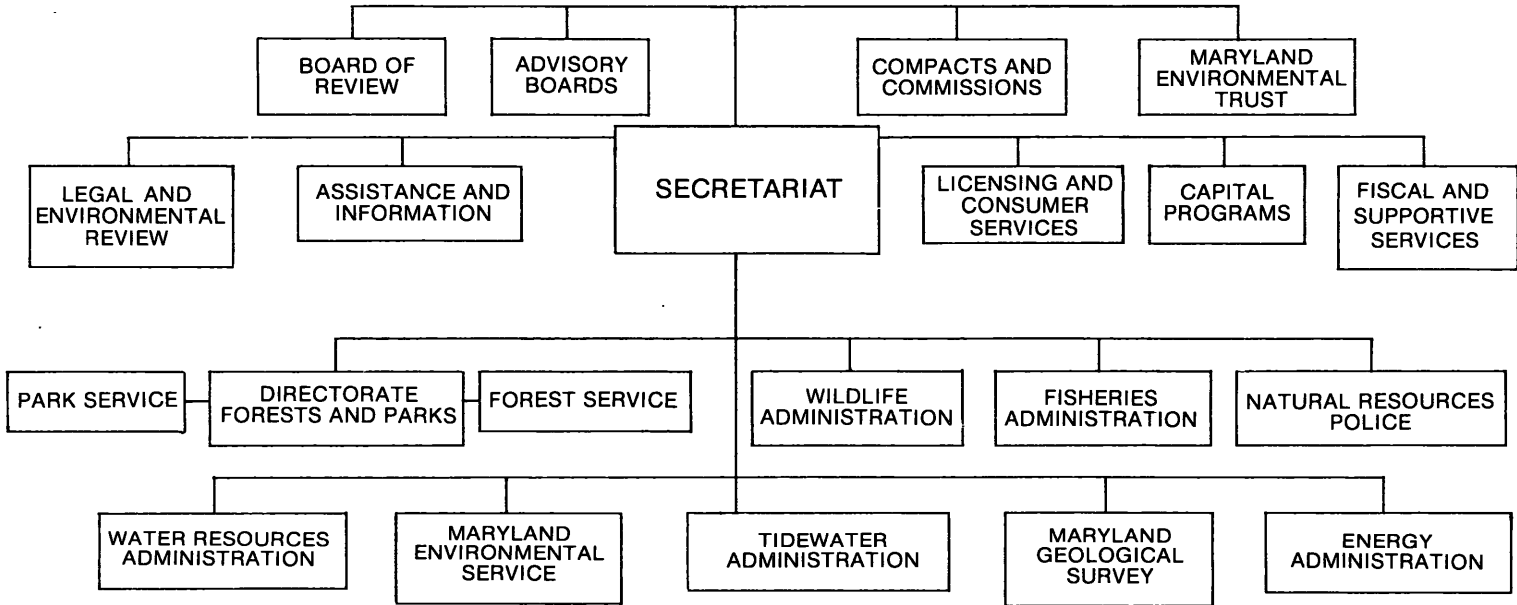 BOARD OF
REVIEW
ADVISORY
BOARDS
COMPACTS AND
COMMISSIONS
MARYLAND
ENVIRONMENTAL
TRUST
LEGAL AND
ENVIRONMENTAL
REVIEW
ASSISTANCE AND
INFORMATION
SECRETARIAT
LICENSING AND
CONSUMER
SERVICES
CAPITAL
PROGRAMS
FISCAL AND
SUPPORTIVE
SERVICES
PARK SERVICE
DIRECTORATE
FORESTS AND PARKS
FOREST SERVICE
WILDLIFE
ADMINISTRATION
FISHERIES
ADMINISTRATION
NATURAL RESOURCES
POLICE
WATER RESOURCES
ADMINISTRATION
MARYLAND
ENVIRONMENTAL
SERVICE
TIDEWATER
ADMINISTRATION
MARYLAND
GEOLOGICAL
SURVEY
ENERGY
ADMINISTRATION